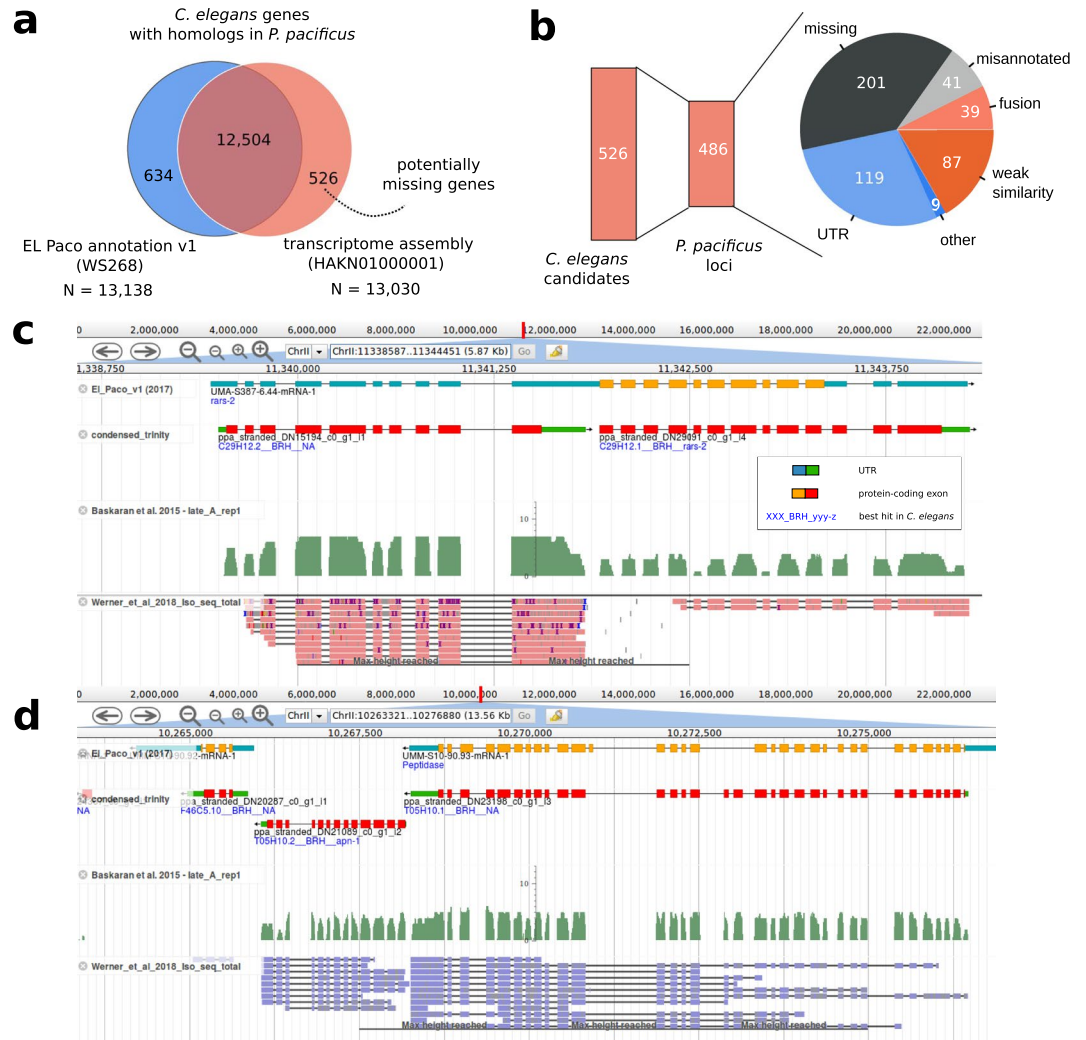 a
C. elegans genes
with homologs in P. pacificus
634
12,504
526
potentially
missing genes
EL Paco annotation v1
(WS268)
N = 13,138
transcriptome assembly
(HAKN01000001)
N = 13,030
b
526
486
C. elegans
candidates
P. pacificus
loci
missing
misannotated
fusion
weak
similarity
other
UTR
201
41
39
87
9
119
c
0 2,000,000 4,000,000 6,000,000 8,000,000 10,000,000 12,000,000 14,000,000 16,000,000 18,000,000 20,000,000 22,000,000
ChrII ChrII:11338587..11344451 (5.87 Kb) Go
1,338,750 11,340,000 11,341,250 11,342,500 11,343,750
El_Paco_v1 (2017)
UMA-S387-6.44-mRNA-1
rars-2
condensed_trinity
ppa_stranded_DN15194_c0_g1_i1
C29H12.2__BRH__NA
ppa_stranded_DN29091_c0_g1_i4
C29H12.1__BRH__rars-2
UTR
protein-coding exon
XXX_BRH_yyy-z best hit in C. elegans
Baskaran et al. 2015 - late_A_rep1
10
0
Werner_et_al_2018_Iso_seq_total
Max height reached Max height reached
d
0 2,000,000 4,000,000 6,000,000 8,000,000 10,000,000 12,000,000 14,000,000 16,000,000 18,000,000 20,000,000 22,000,000
ChrII ChrII:10263321..10276880 (13.56 Kb Go
10,265,000 10,267,500 10,270,000 10,272,500 10,275,000
El_Paco_v1 (2017)
90.92-mRNA-1
UMM-S10-90.93-mRNA-1
Peptidase
condensed_trinity
NA
ppa_stranded_DN20287_c0_g1_i1
F46C5.10__BRH__NA
ppa_stranded_DN23198_c0_g1_i3
T05H10.1__BRH__NA
ppa_stranded_DN21089_c0_g1_i2
T05H10.2__BRH__apn-1
Baskaran et al. 2015 - late_A_rep1
10
0
Werner_et_al_2018_Iso_seq_total
Max height reached Max height reached Max height reached